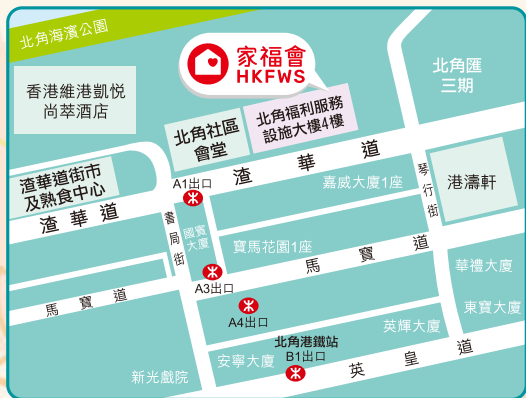 北角海濱公園
家福會
HKFWS
北角匯
三期
香港維港凱悦
尚萃酒店
北角社區
會堂
北角福利服務
設施大樓4樓
渣華道街市
及熟食中心
A1出口
渣華道
嘉威大廈1座
琴行街
港濤軒
渣華道
書局街
國賓
大廈
寶馬花園1座
馬寶道
華禮大廈
A3出口
馬寶道
A4出口
東寶大廈
英輝大廈
北角港鐵站
B1出口
安寧大廈
英皇道
新光戲院